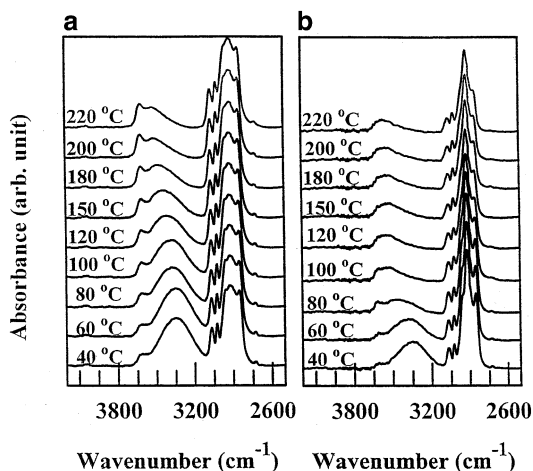 a
b
Absorbance (arb. unit)
220 °C
200 °C
180 °C
150 °C
120 °C
100 °C
80 °C
60 °C
40 °C
220 °C
200 °C
180 °C
150 °C
120 °C
100 °C
80 °C
60 °C
40 °C
3800 3200 2600
3800 3200 2600
Wavenumber (cm⁻¹)
Wavenumber (cm⁻¹)